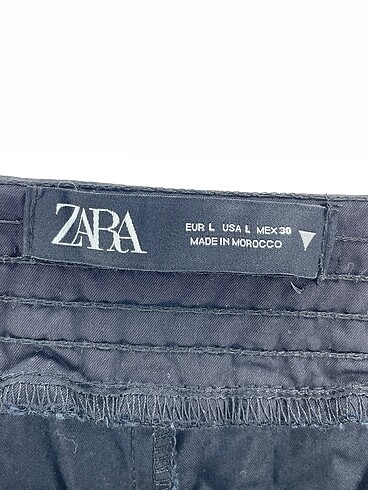 ZARA
EUR L USA L MEX 30
MADE IN MOROCCO